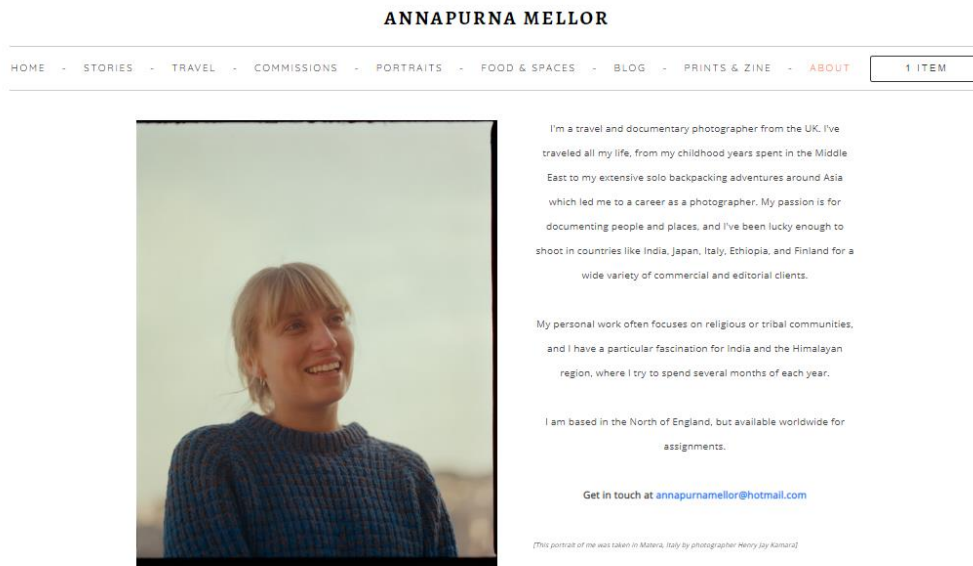 ANNAPURNA MELLOR
HOME - STORIES - TRAVEL - COMMISSIONS - PORTRAITS - FOOD & SPACES - BLOG - PRINTS & ZINE - ABOUT 1 ITEM
I'm a travel and documentary photographer from the UK. I've
traveled all my life, from my childhood years spent in the Middle
East to my extensive solo backpacking adventures around Asia
which led me to a career as a photographer. My passion is for
documenting people and places, and I've been lucky enough to
shoot in countries like India, Japan, Italy, Ethiopia, and Finland for a
wide variety of commercial and editorial clients.
My personal work often focuses on religious or tribal communities,
and I have a particular fascination for India and the Himalayan
region, where I try to spend several months of each year.
I am based in the North of England, but available worldwide for
assignments.
Get in touch at annapurnamellor@hotmail.com
[This portrait of me was taken in Matera, Italy by photographer Henry Jay Kamara]